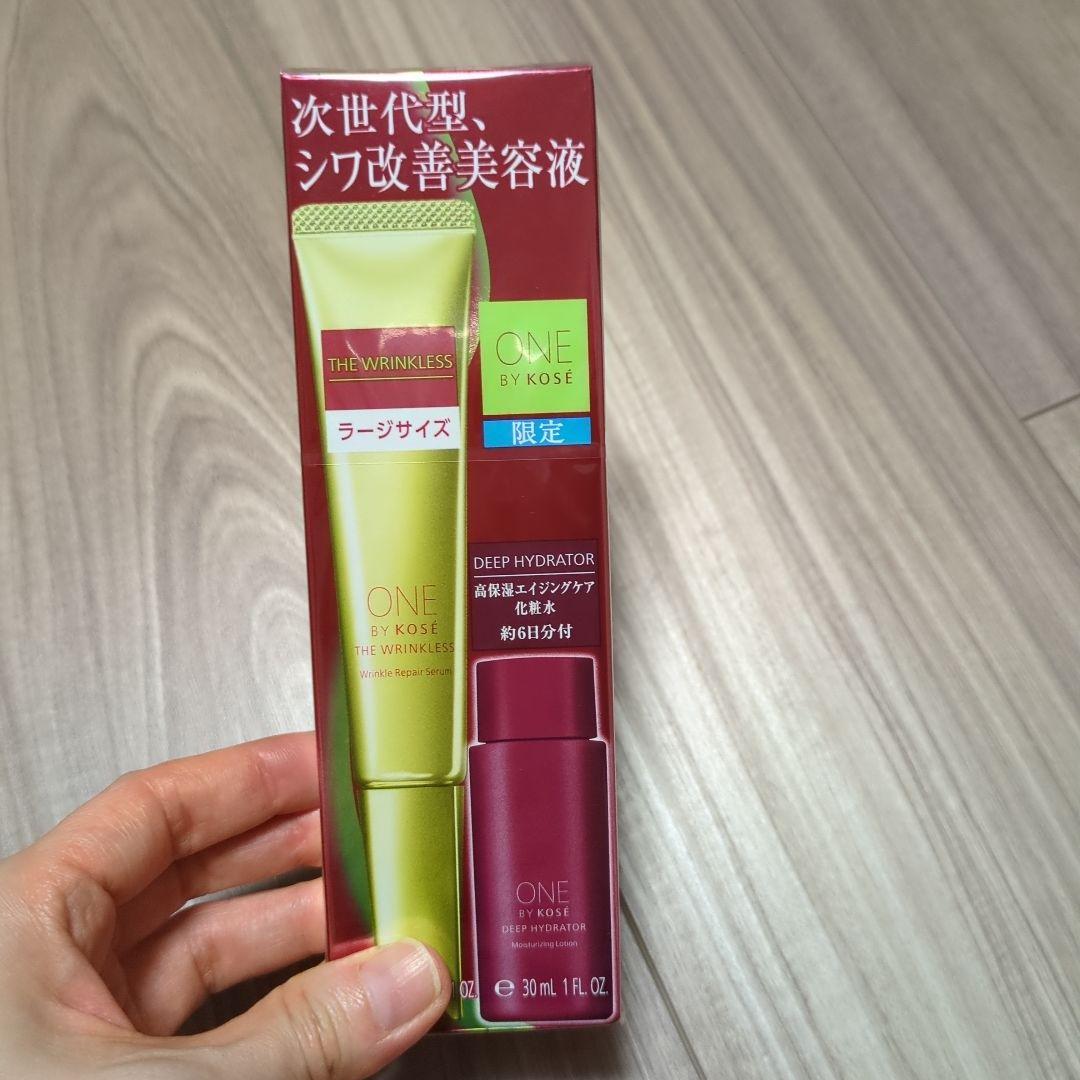 次世代型、
シワ改善美容液
THE WRINKLESS
ラージサイズ
ONE
BY KOSÉ
限定
ONE
BY KOSÉ
THE WRINKLESS
Wrinkle Repair Serum
DEEP HYDRATOR
高保湿エイジングケア
化粧水
約6日分付
ONE
BY KOSÉ
DEEP HYDRATOR
Moisturizing Lotion
OZ.
℮ 30 mL 1 FL. OZ.